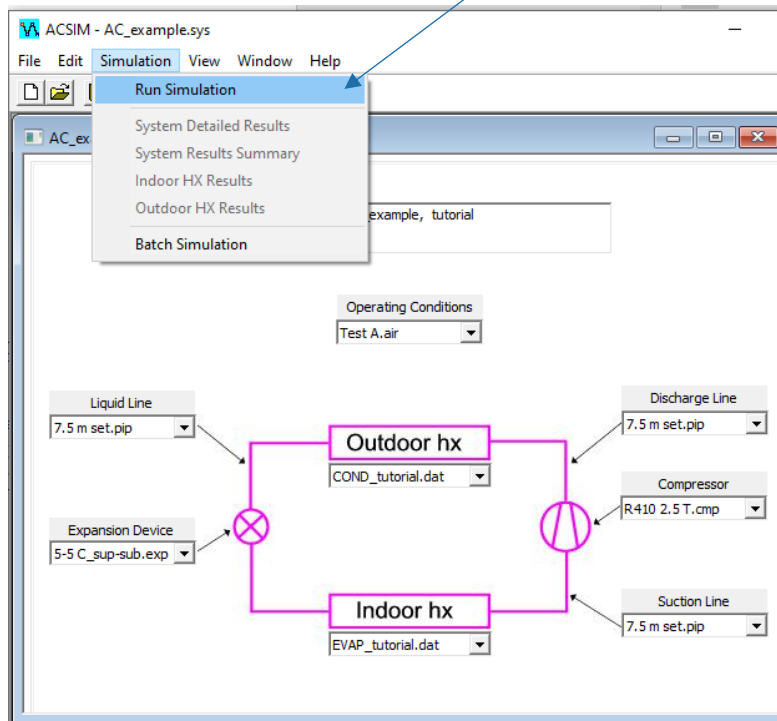 ACSIM - AC_example.sys
File Edit Simulation View Window Help
Run Simulation
System Detailed Results
System Results Summary
Indoor HX Results
Outdoor HX Results
Batch Simulation
AC_ex
example, tutorial
Operating Conditions
Test A.air
Liquid Line
7.5 m set.pip
Discharge Line
7.5 m set.pip
Outdoor hx
COND_tutorial.dat
Compressor
R410 2.5 T.cmp
Expansion Device
5-5 C_sup-sub.exp
Indoor hx
EVAP_tutorial.dat
Suction Line
7.5 m set.pip